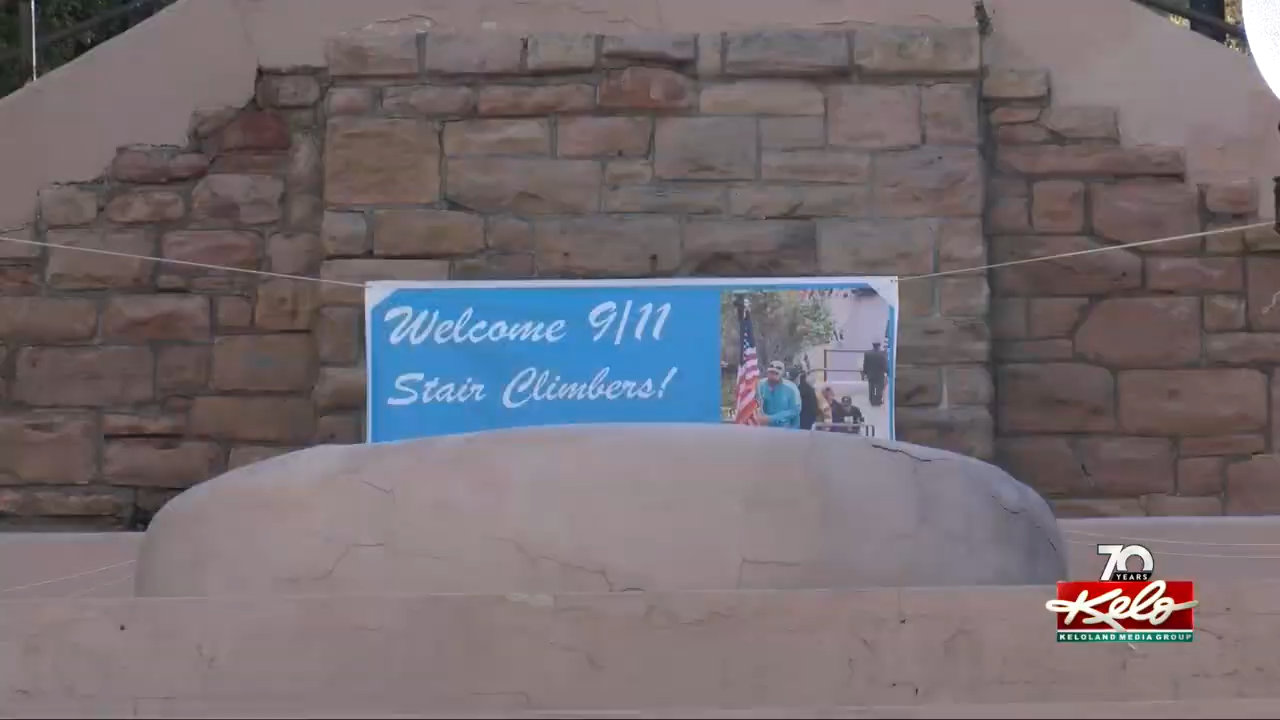 Welcome 9/11
Stair Climbers!
70
YEARS
Kelo
KELOLAND MEDIA GROUP